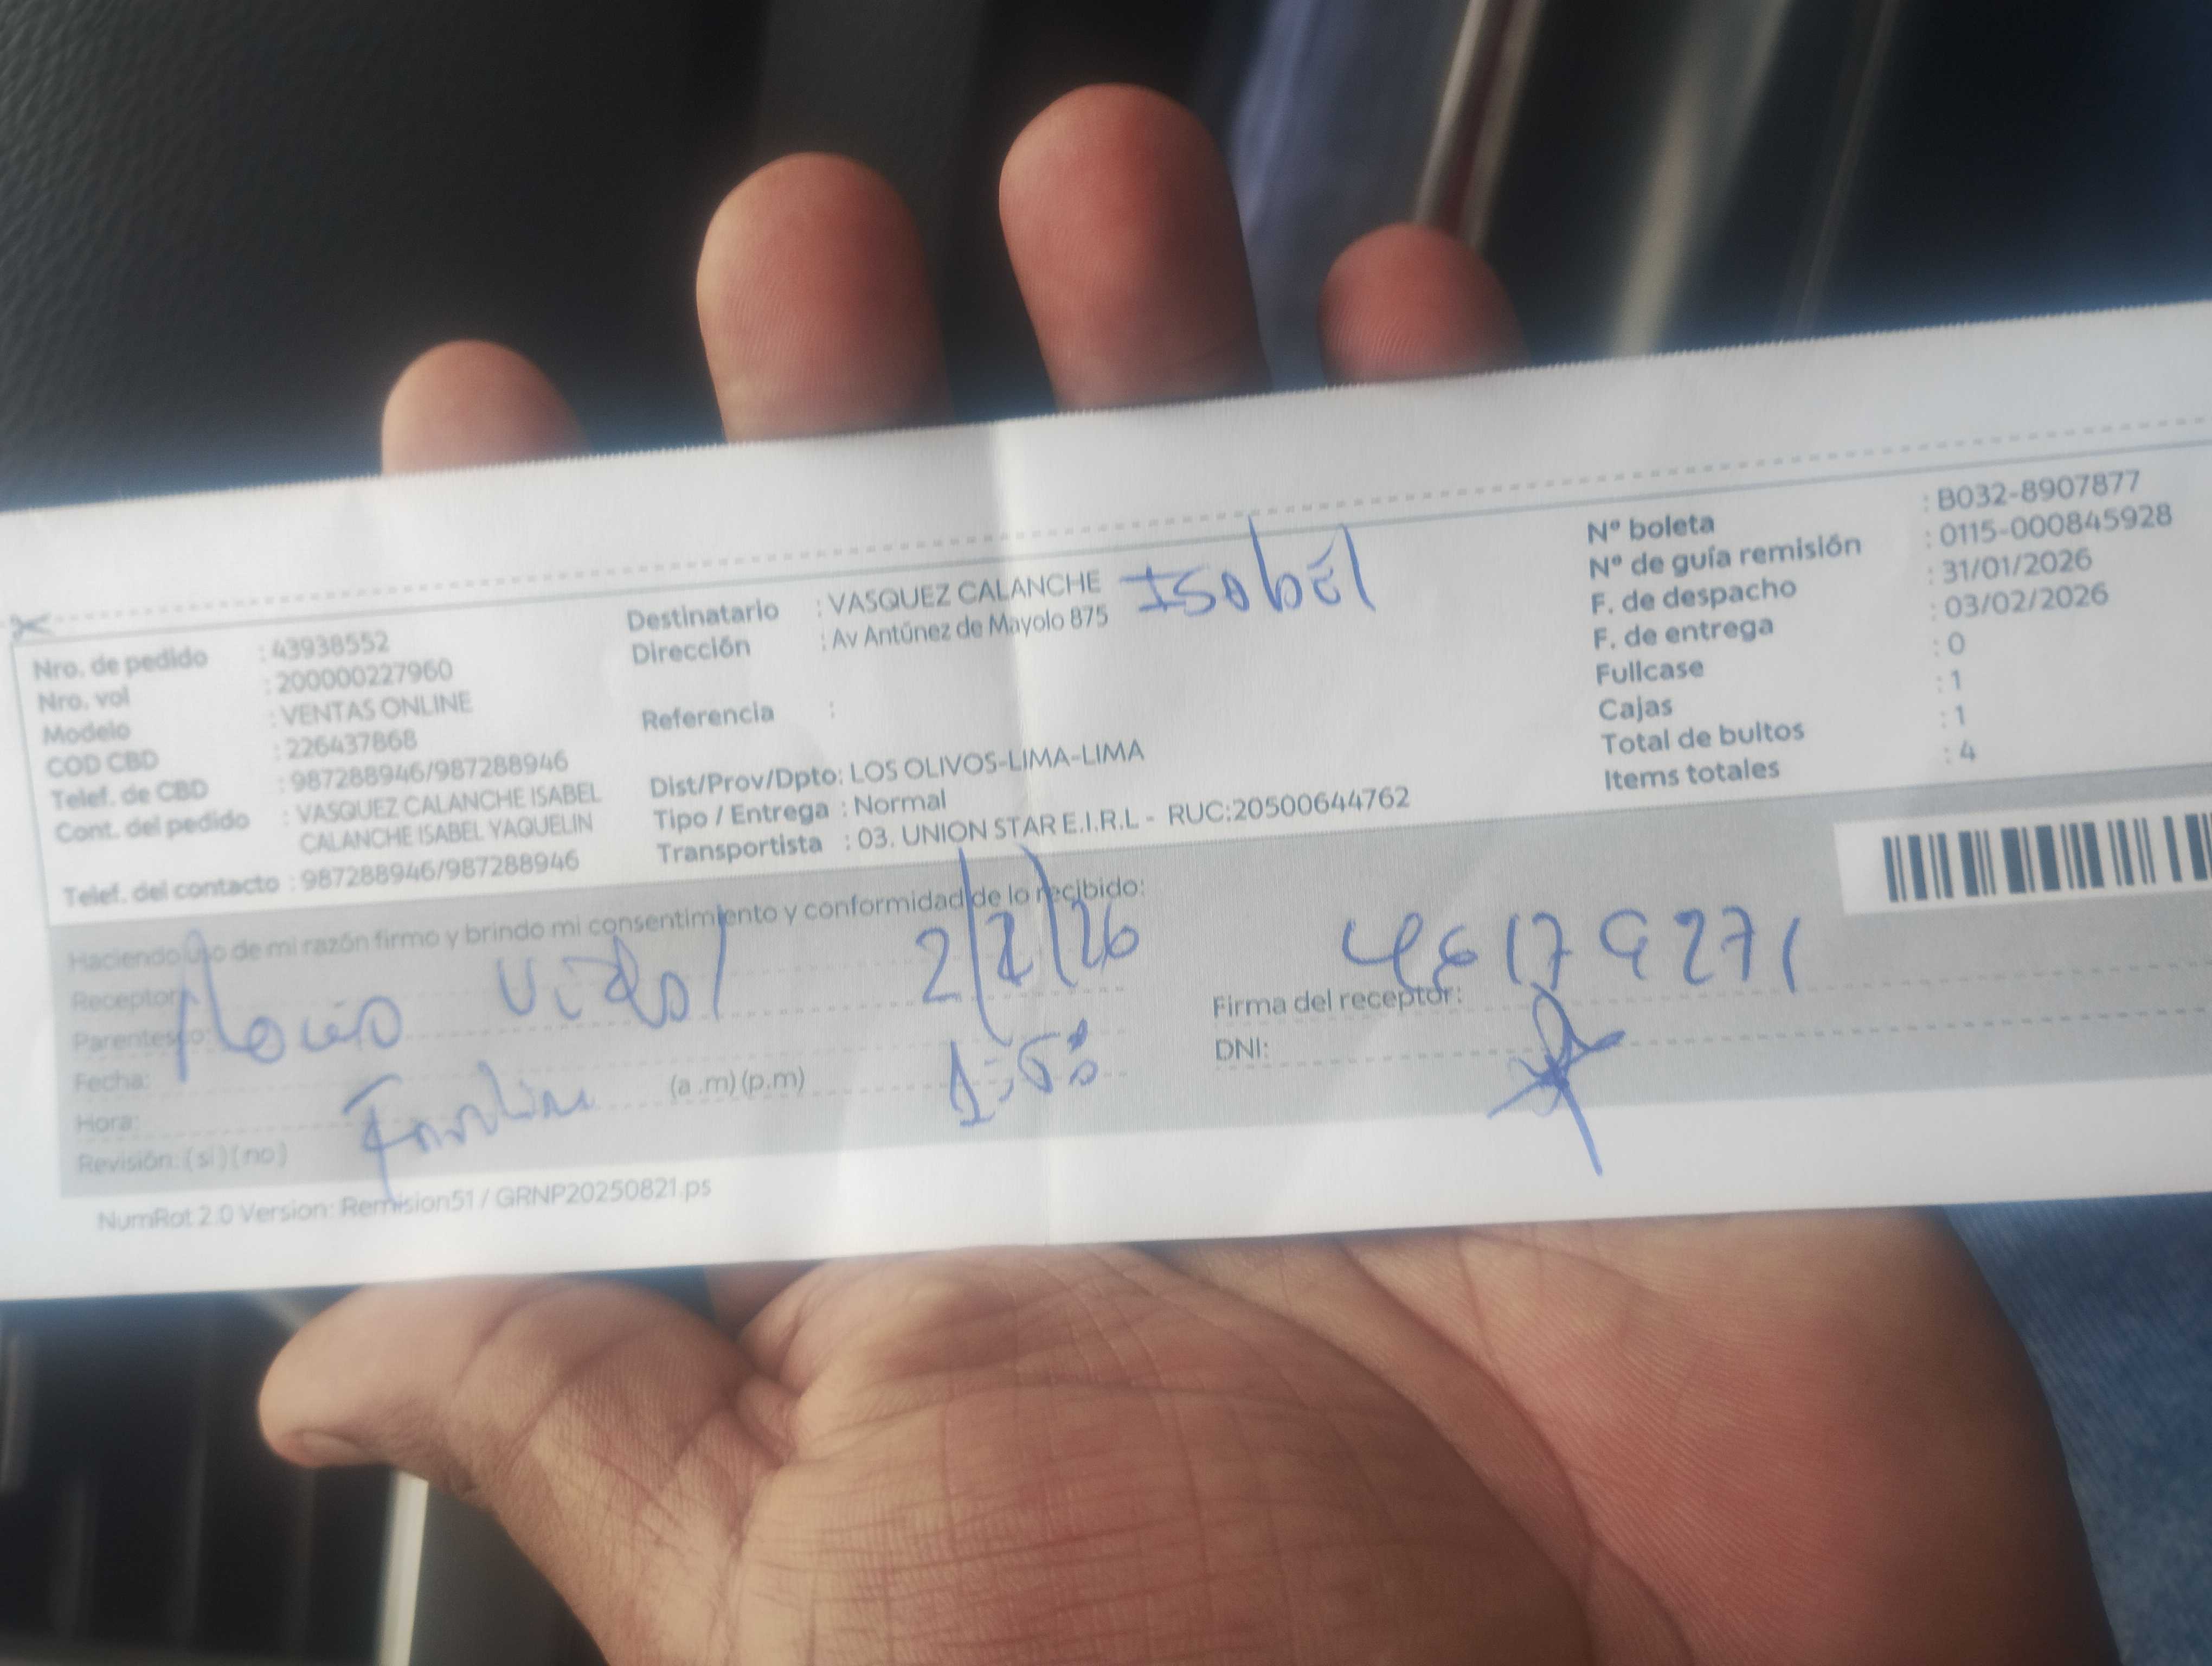 Nro. de pedido : 43938552
Nro. vol : 200000227960
Modelo : VENTAS ONLINE
COD CBD : 226437868
Telef. de CBD : 987288946/987288946
Cont. del pedido : VASQUEZ CALANCHE ISABEL
CALANCHE ISABEL YAQUELIN
Telef. del contacto : 987288946/987288946
Destinatario : VASQUEZ CALANCHE Isabel
Dirección : Av Antúnez de Mayolo 875
Referencia :
Dist/Prov/Dpto: LOS OLIVOS-LIMA-LIMA
Tipo / Entrega : Normal
Transportista : 03. UNION STAR E.I.R.L - RUC:20500644762
Nº boleta : B032-8907877
Nº de guía remisión : 0115-000845928
F. de despacho : 31/01/2026
F. de entrega : 03/02/2026
Fullcase : 0
Cajas : 1
Total de bultos : 1
Items totales : 4
Haciendo uso de mi razón firmo y brindo mi consentimiento y conformidad de lo recibido:
Receptor: Vidal 2/2/26
Parentesco:
Fecha:
Hora: (a .m) (p.m)
Revisión: (si) (no)
Firma del receptor:
DNI:
NumRot 2.0 Version: Remision51 / GRNP20250821.ps